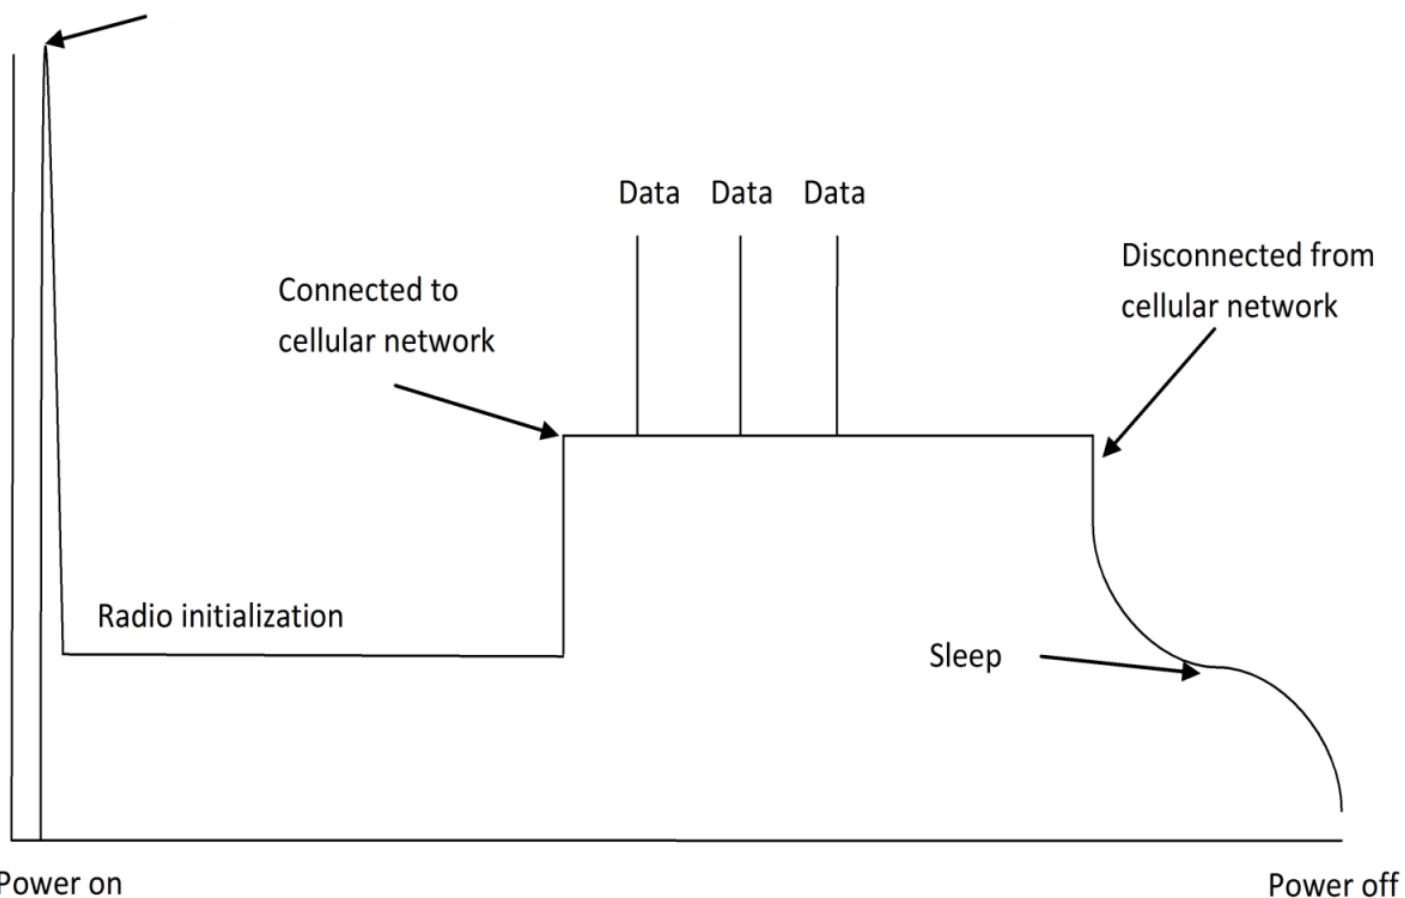 Data Data Data
Disconnected from
cellular network
Connected to
cellular network
Radio initialization
Sleep
Power on
Power off